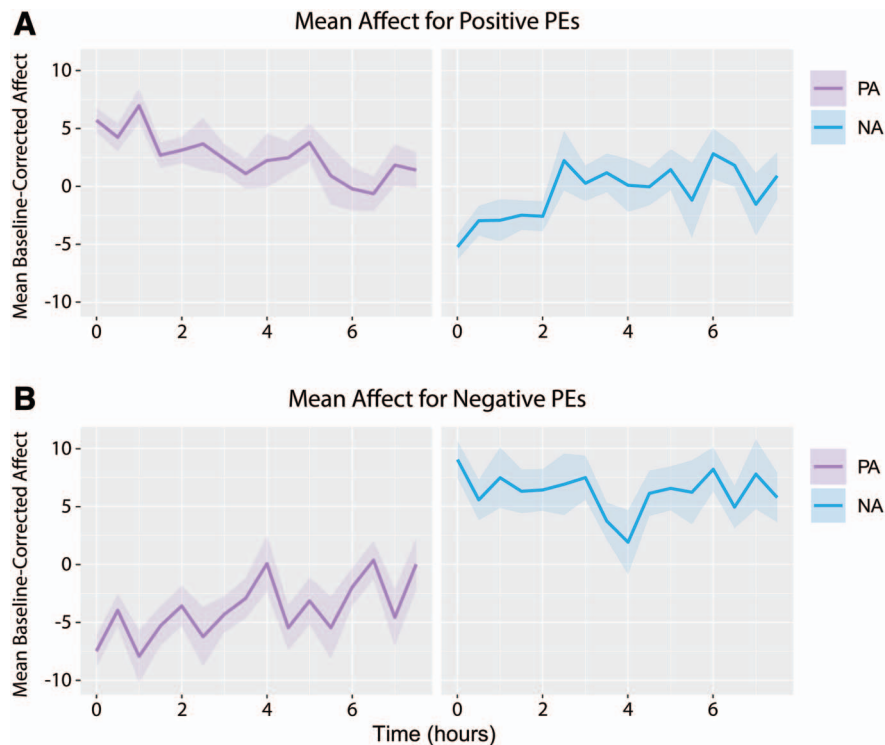 A
Mean Affect for Positive PEs
Mean Baseline-Corrected Affect
10
5
0
-5
-10
0 2 4 6
0 2 4 6
PA
NA
B
Mean Affect for Negative PEs
Mean Baseline-Corrected Affect
10
5
0
-5
-10
0 2 4 6
0 2 4 6
Time (hours)
PA
NA